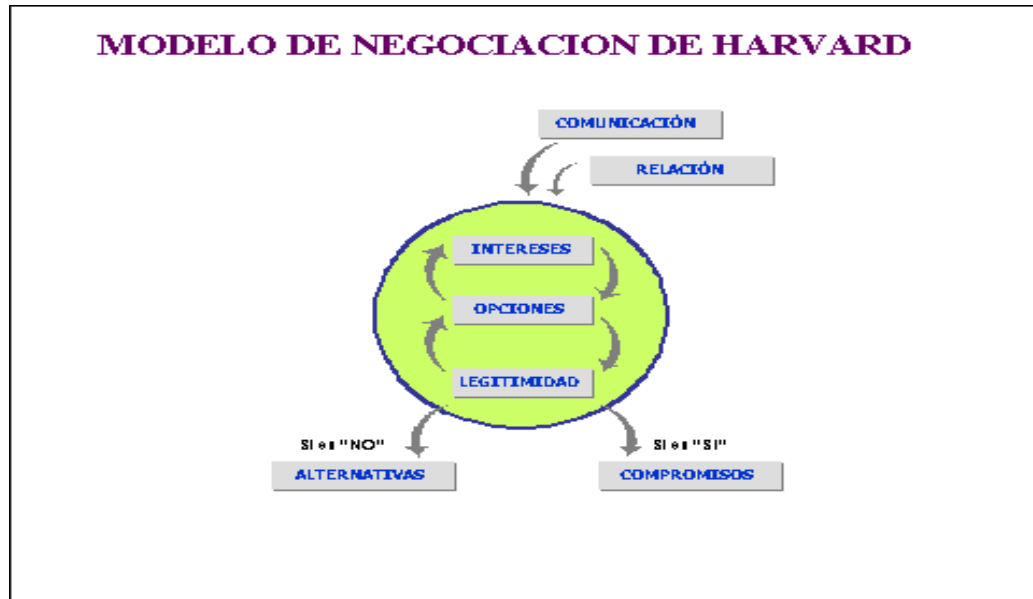 MODELO DE NEGOCIACION DE HARVARD
COMUNICACIÓN
RELACIÓN
INTERESES
OPCIONES
LEGITIMIDAD
Si es "NO"
Si es "SI"
ALTERNATIVAS
COMPROMISOS